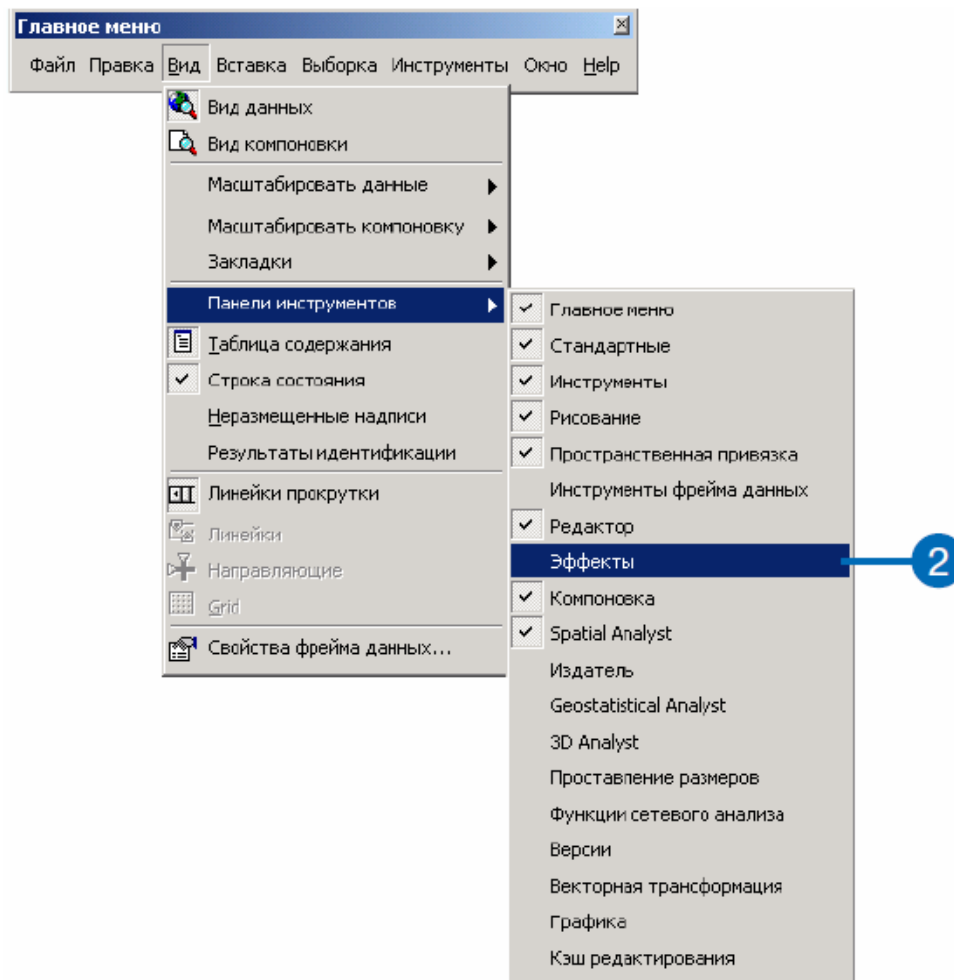 Главное меню
Файл Правка Вид Вставка Выборка Инструменты Окно Help
Вид данных
Вид компоновки
Масштабировать данные
Масштабировать компоновку
Закладки
Панели инструментов
Таблица содержания
Строка состояния
Неразмещенные надписи
Результаты идентификации
Линейки прокрутки
Линейки
Направляющие
Grid
Свойства фрейма данных...
Главное меню
Стандартные
Инструменты
Рисование
Пространственная привязка
Инструменты фрейма данных
Редактор
Эффекты
2
Компоновка
Spatial Analyst
Издатель
Geostatistical Analyst
3D Analyst
Проставление размеров
Функции сетевого анализа
Версии
Векторная трансформация
Графика
Кэш редактирования